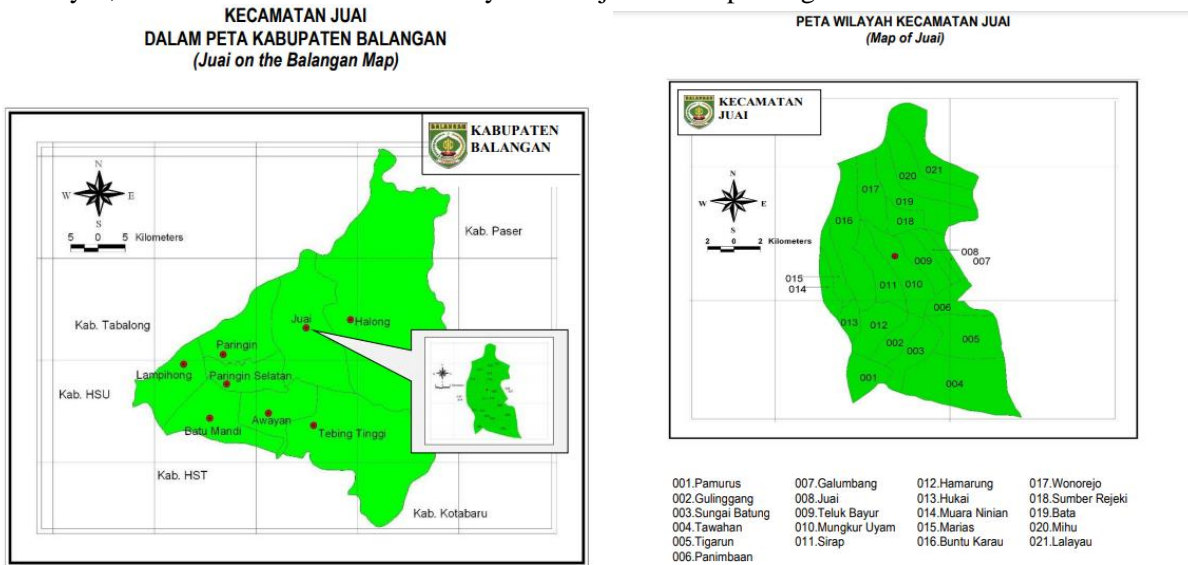 KECAMATAN JUAI
DALAM PETA KABUPATEN BALANGAN
(Juai on the Balangan Map)
KABUPATEN
BALANGAN
N
W E
S
5 0 5 Kilometers
Kab. Paser
Kab. Tabalong
Juai
Halong
Paringin
Lampihong
Paringin Selatan
Kab. HSU
Batu Mandi
Awayan
Tebing Tinggi
Kab. HST
Kab. Kotabaru
PETA WILAYAH KECAMATAN JUAI
(Map of Juai)
KECAMATAN
JUAI
N
W E
S
2 0 2 Kilometers
021
020
017
019
016
018
008
009
007
015
014
011
010
006
013
012
005
002
003
001
004
001.Pamurus
002.Gulinggang
003.Sungai Batung
004.Tawahan
005.Tigarun
006.Panimbaan
007.Galumbang
008.Juai
009.Teluk Bayur
010.Mungkur Uyam
011.Sirap
012.Hamarung
013.Hukai
014.Muara Ninian
015.Marias
016.Buntu Karau
017.Wonorejo
018.Sumber Rejeki
019.Bata
020.Mihu
021.Lalayau